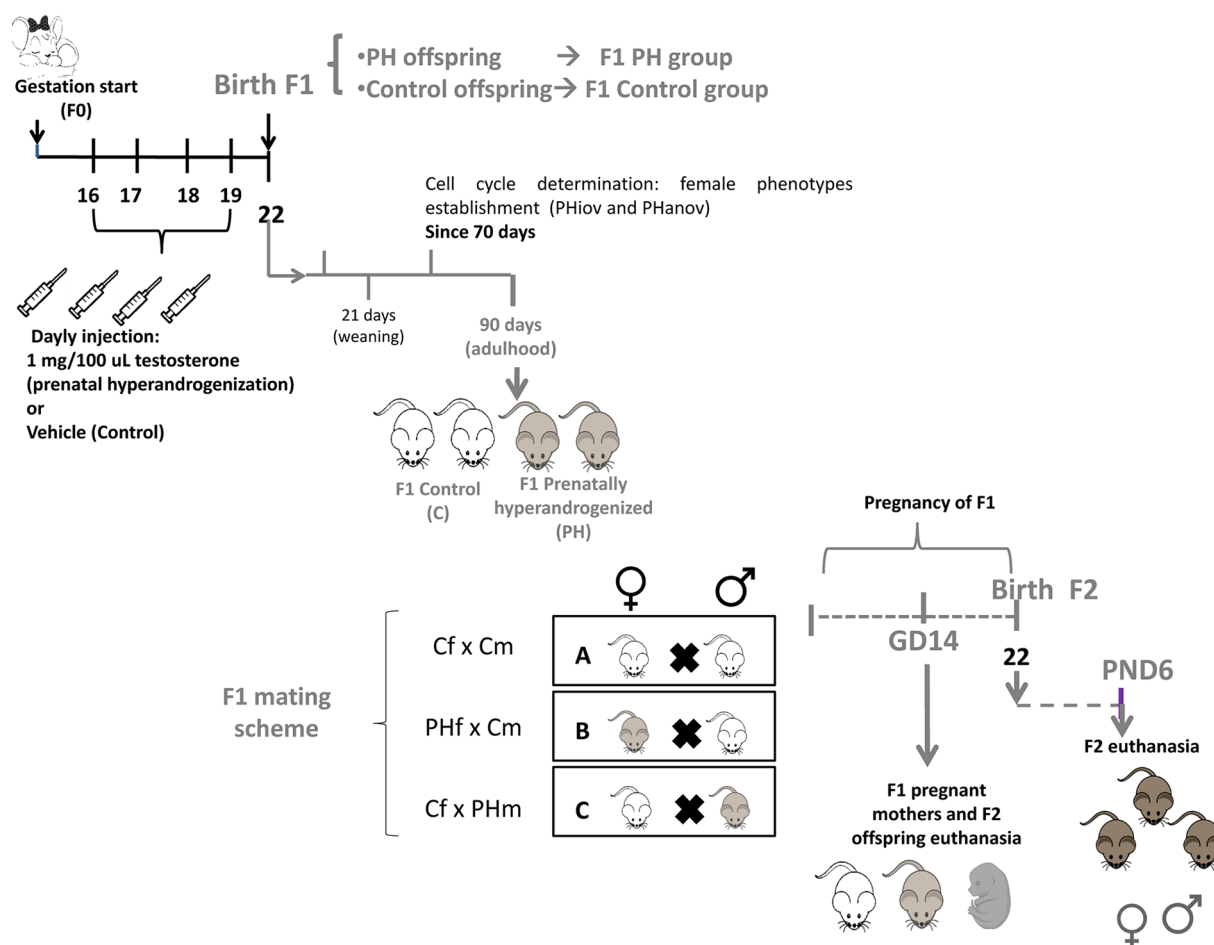 Gestation start
(F0)
Birth F1
•PH offspring → F1 PH group
•Control offspring→ F1 Control group
16 17 18 19
22
Dayly injection:
1 mg/100 uL testosterone
(prenatal hyperandrogenization)
or
Vehicle (Control)
Cell cycle determination: female phenotypes
establishment (PHiov and PHanov)
Since 70 days
21 days
(weaning)
90 days
(adulhood)
F1 Control
(C)
F1 Prenatally
hyperandrogenized
(PH)
F1 mating
scheme
♀ ♂
Cf x Cm
A
PHf x Cm
B
Cf x PHm
C
Pregnancy of F1
Birth F2
GD14
22
PND6
F2 euthanasia
F1 pregnant
mothers and F2
offspring euthanasia
♀ ♂